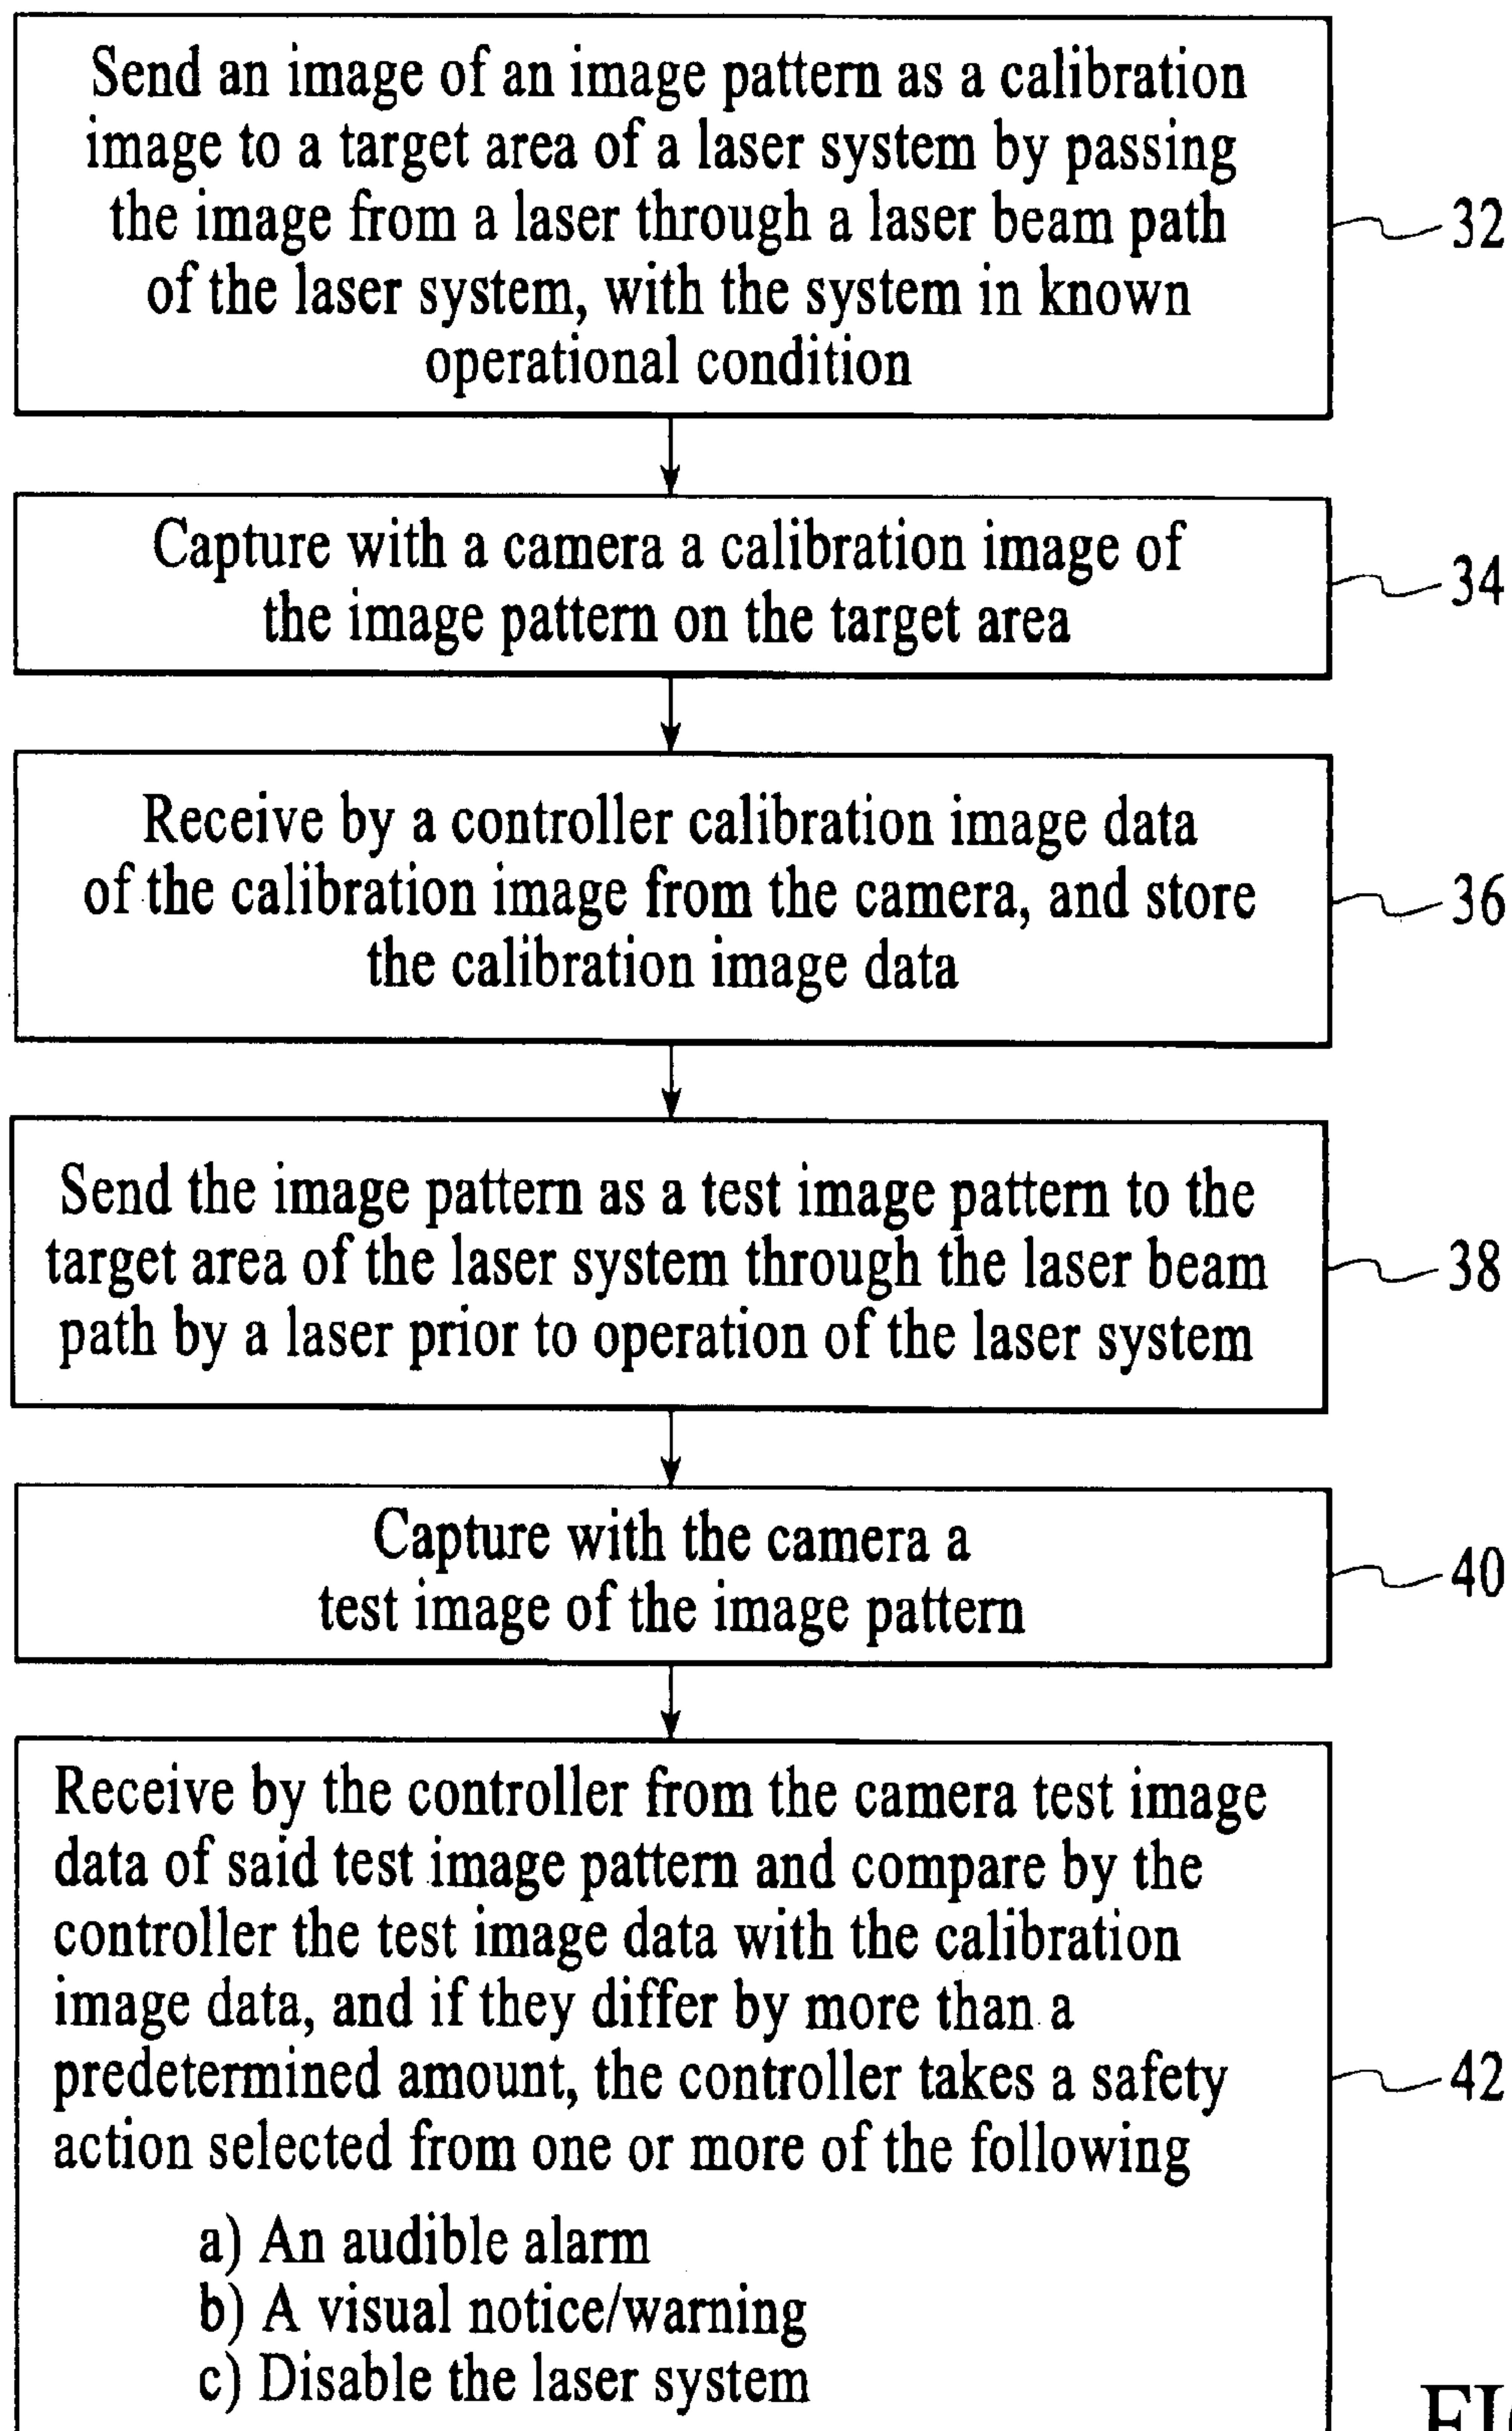 Send an image of an image pattern as a calibration
image to a target area of a laser system by passing
the image from a laser through a laser beam path
of the laser system, with the system in known
operational condition
32
Capture with a camera a calibration image of
the image pattern on the target area
34
Receive by a controller calibration image data
of the calibration image from the camera, and store
the calibration image data
36
Send the image pattern as a test image pattern to the
target area of the laser system through the laser beam
path by a laser prior to operation of the laser system
38
Capture with the camera a
test image of the image pattern
40
Receive by the controller from the camera test image
data of said test image pattern and compare by the
controller the test image data with the calibration
image data, and if they differ by more than a
predetermined amount, the controller takes a safety
action selected from one or more of the following
a) An audible alarm
b) A visual notice/warning
c) Disable the laser system
42